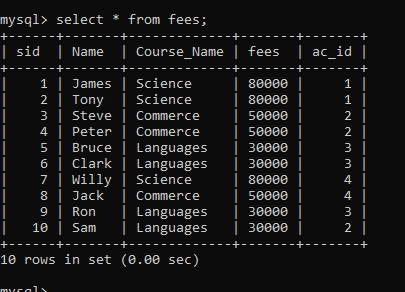 mysql> select * from fees;
+------+-------+-------------+-------+-------+
| sid  | Name  | Course_Name | fees  | ac_id |
+------+-------+-------------+-------+-------+
|    1 | James | Science     | 80000 |     1 |
|    2 | Tony  | Science     | 80000 |     1 |
|    3 | Steve | Commerce    | 50000 |     2 |
|    4 | Peter | Commerce    | 50000 |     2 |
|    5 | Bruce | Languages   | 30000 |     3 |
|    6 | Clark | Languages   | 30000 |     3 |
|    7 | Willy | Science     | 80000 |     4 |
|    8 | Jack  | Commerce    | 50000 |     4 |
|    9 | Ron   | Languages   | 30000 |     3 |
|   10 | Sam   | Languages   | 30000 |     2 |
+------+-------+-------------+-------+-------+
10 rows in set (0.00 sec)
mysql>